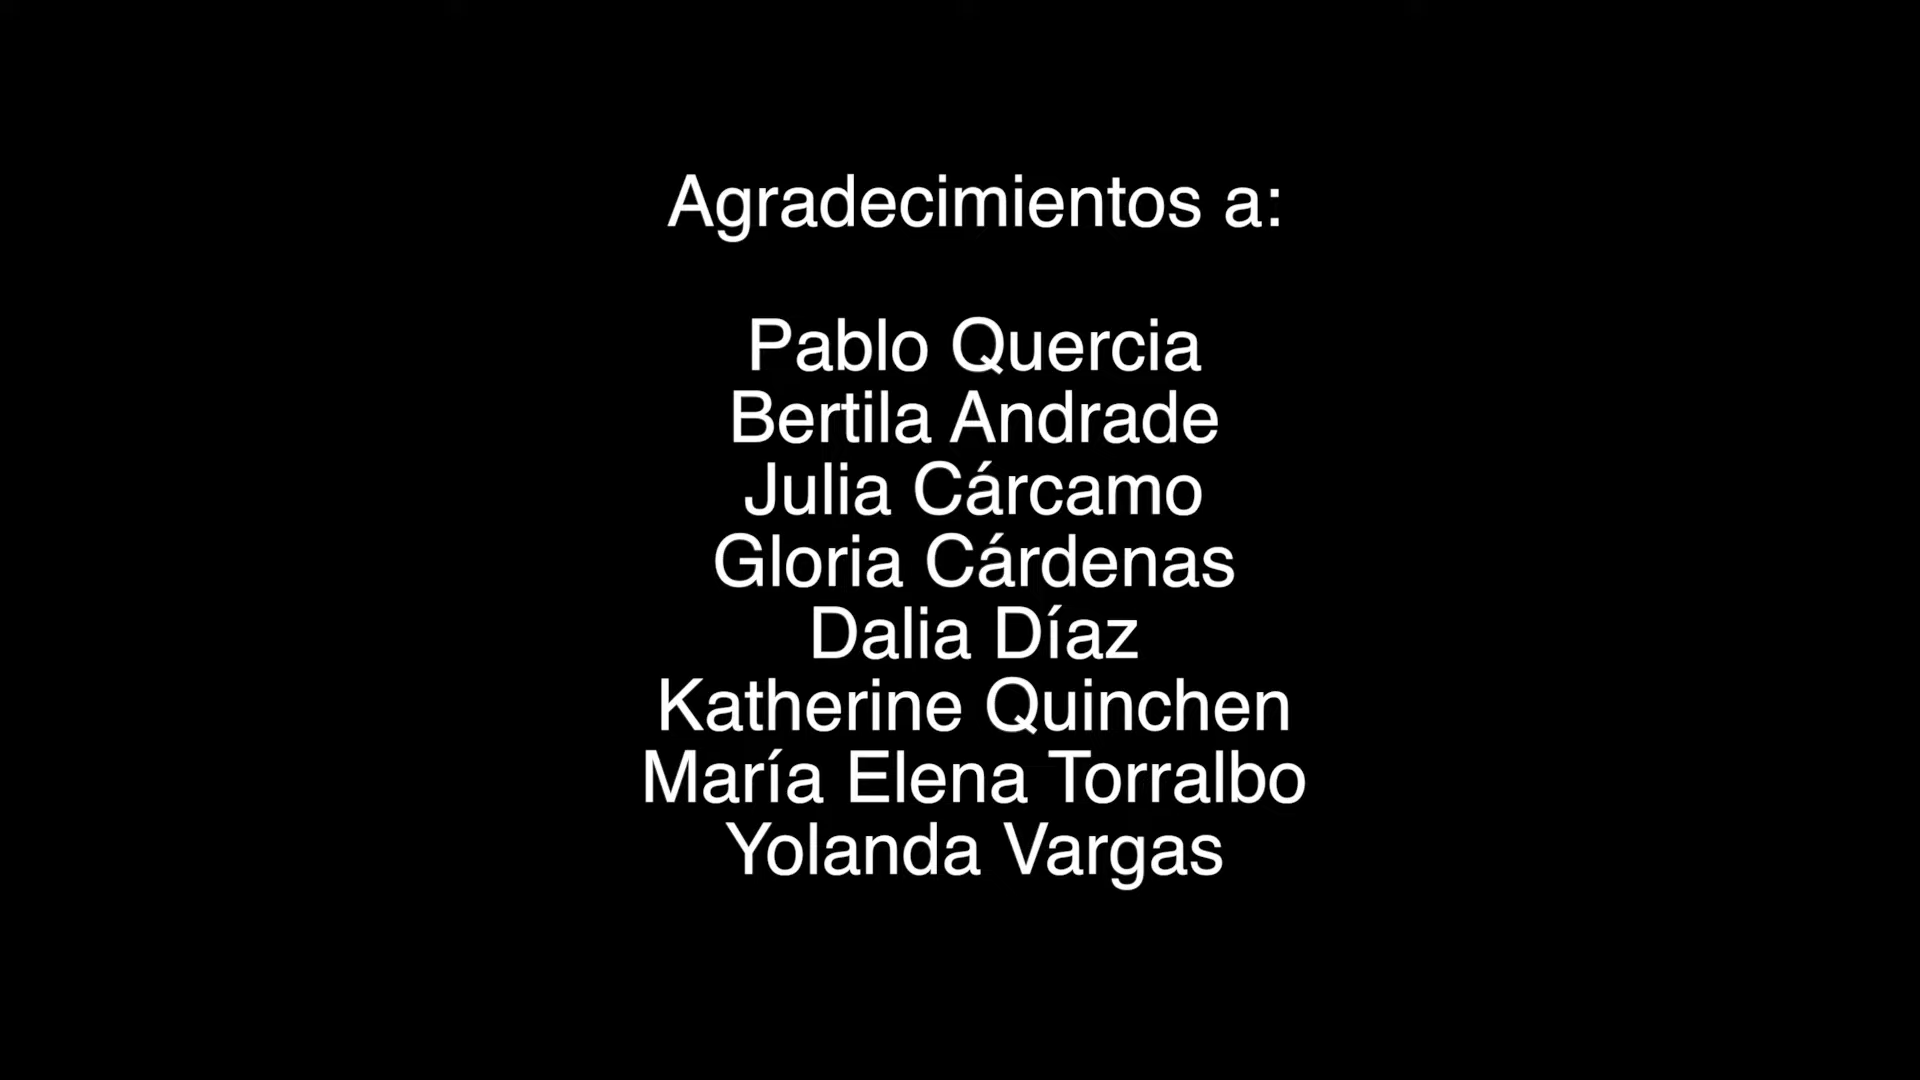 Agradecimientos a:
Pablo Quercia
Bertila Andrade
Julia Cárcamo
Gloria Cárdenas
Dalia Díaz
Katherine Quinchen
María Elena Torralbo
Yolanda Vargas